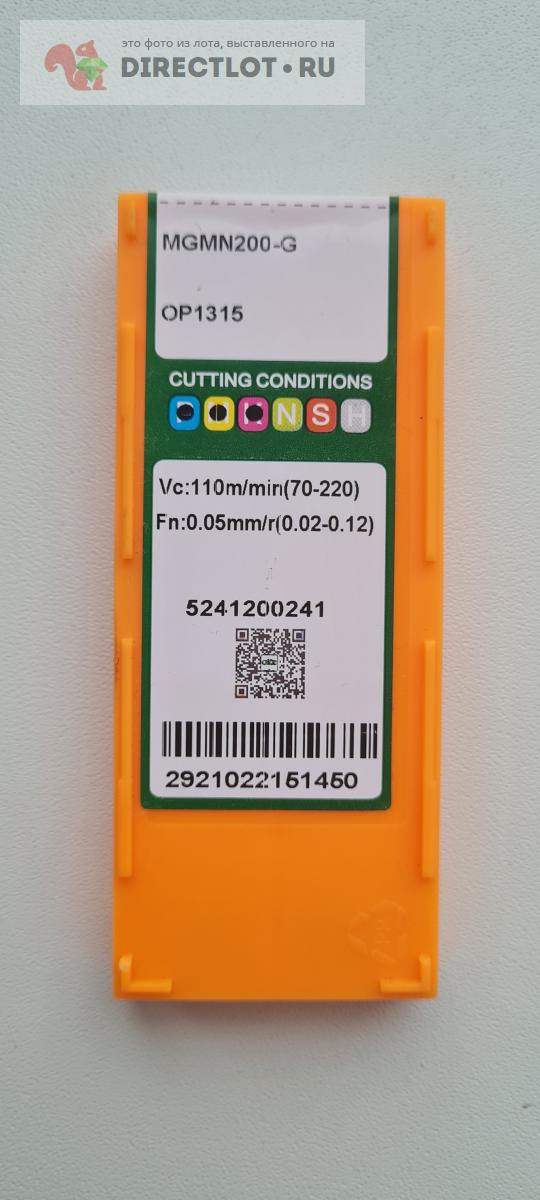 это фото из лота, выставленного на
DIRECTLOT.RU
MGMN200-G
OP1315
CUTTING CONDITIONS
P M K N S H
Vc:110m/min(70-220)
Fn:0.05mm/r(0.02-0.12)
5241200241
2921022151450